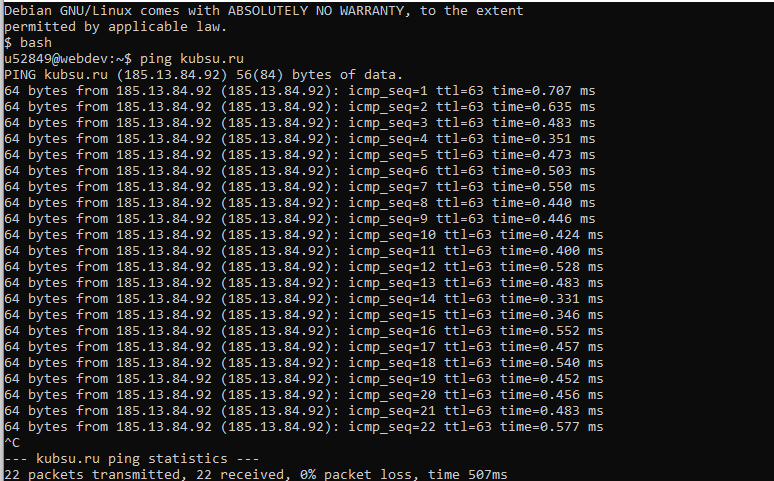 Debian GNU/Linux comes with ABSOLUTELY NO WARRANTY, to the extent
permitted by applicable law.
$ bash
u52849@webdev:~$ ping kubsu.ru
PING kubsu.ru (185.13.84.92) 56(84) bytes of data.
64 bytes from 185.13.84.92 (185.13.84.92): icmp_seq=1 ttl=63 time=0.707 ms
64 bytes from 185.13.84.92 (185.13.84.92): icmp_seq=2 ttl=63 time=0.635 ms
64 bytes from 185.13.84.92 (185.13.84.92): icmp_seq=3 ttl=63 time=0.483 ms
64 bytes from 185.13.84.92 (185.13.84.92): icmp_seq=4 ttl=63 time=0.351 ms
64 bytes from 185.13.84.92 (185.13.84.92): icmp_seq=5 ttl=63 time=0.473 ms
64 bytes from 185.13.84.92 (185.13.84.92): icmp_seq=6 ttl=63 time=0.503 ms
64 bytes from 185.13.84.92 (185.13.84.92): icmp_seq=7 ttl=63 time=0.550 ms
64 bytes from 185.13.84.92 (185.13.84.92): icmp_seq=8 ttl=63 time=0.440 ms
64 bytes from 185.13.84.92 (185.13.84.92): icmp_seq=9 ttl=63 time=0.446 ms
64 bytes from 185.13.84.92 (185.13.84.92): icmp_seq=10 ttl=63 time=0.424 ms
64 bytes from 185.13.84.92 (185.13.84.92): icmp_seq=11 ttl=63 time=0.400 ms
64 bytes from 185.13.84.92 (185.13.84.92): icmp_seq=12 ttl=63 time=0.528 ms
64 bytes from 185.13.84.92 (185.13.84.92): icmp_seq=13 ttl=63 time=0.483 ms
64 bytes from 185.13.84.92 (185.13.84.92): icmp_seq=14 ttl=63 time=0.331 ms
64 bytes from 185.13.84.92 (185.13.84.92): icmp_seq=15 ttl=63 time=0.346 ms
64 bytes from 185.13.84.92 (185.13.84.92): icmp_seq=16 ttl=63 time=0.552 ms
64 bytes from 185.13.84.92 (185.13.84.92): icmp_seq=17 ttl=63 time=0.457 ms
64 bytes from 185.13.84.92 (185.13.84.92): icmp_seq=18 ttl=63 time=0.540 ms
64 bytes from 185.13.84.92 (185.13.84.92): icmp_seq=19 ttl=63 time=0.452 ms
64 bytes from 185.13.84.92 (185.13.84.92): icmp_seq=20 ttl=63 time=0.456 ms
64 bytes from 185.13.84.92 (185.13.84.92): icmp_seq=21 ttl=63 time=0.483 ms
64 bytes from 185.13.84.92 (185.13.84.92): icmp_seq=22 ttl=63 time=0.577 ms
^C
--- kubsu.ru ping statistics ---
22 packets transmitted, 22 received, 0% packet loss, time 507ms